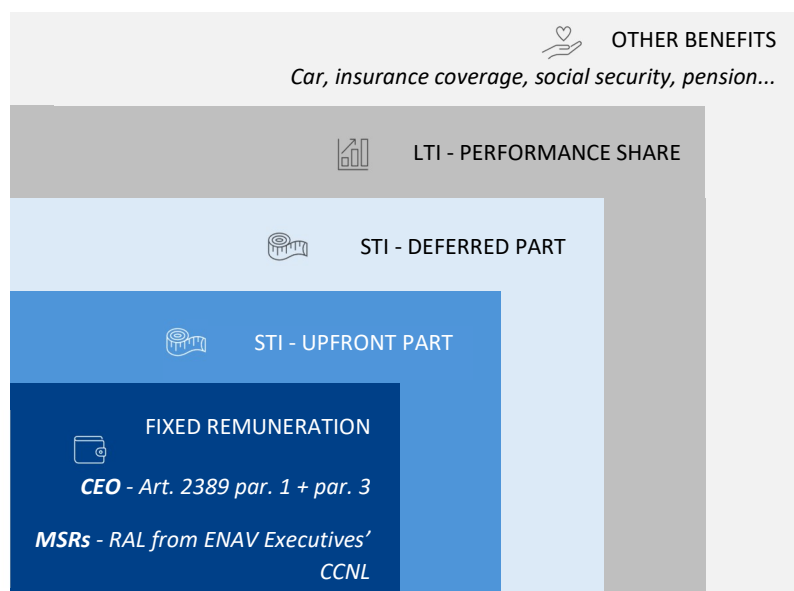 OTHER BENEFITS
Car, insurance coverage, social security, pension...
LTI - PERFORMANCE SHARE
STI - DEFERRED PART
STI - UPFRONT PART
FIXED REMUNERATION
CEO - Art. 2389 par. 1 + par. 3
MSRs - RAL from ENAV Executives’
CCNL